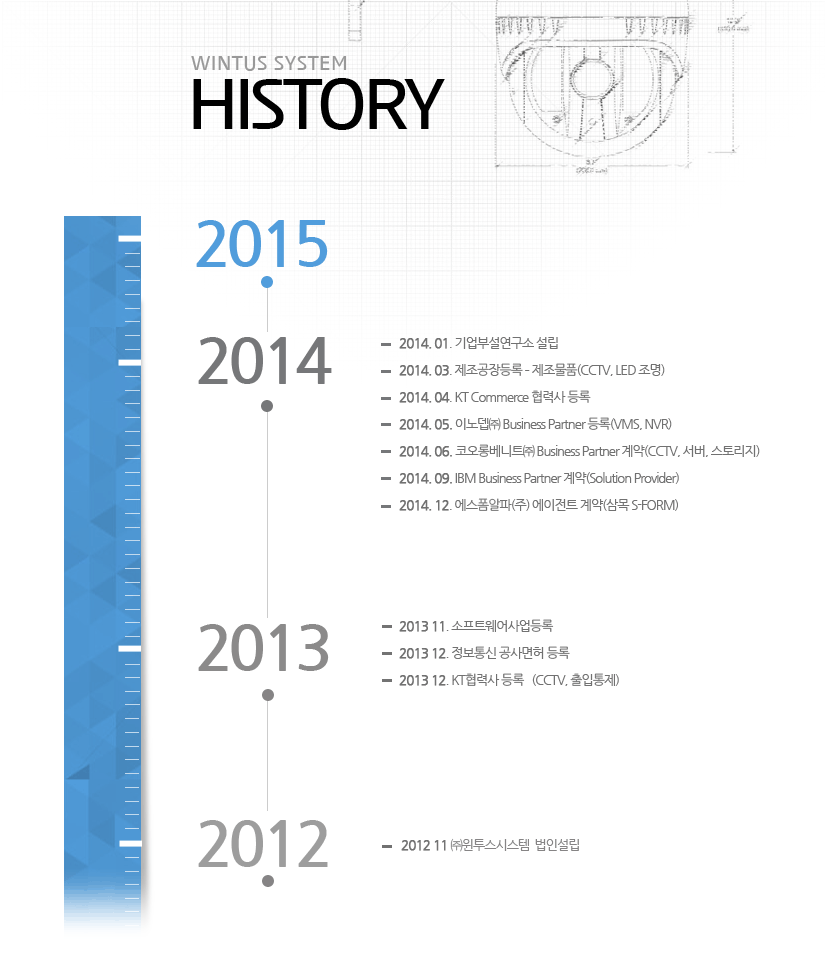 WINTUS SYSTEM
HISTORY
2015
2014
2014. 01. 기업부설연구소 설립
2014. 03. 제조공장등록 - 제조물품(CCTV, LED 조명)
2014. 04. KT Commerce 협력사 등록
2014. 05. 이노뎁㈜ Business Partner 등록(VMS, NVR)
2014. 06. 코오롱베니트㈜ Business Partner 계약(CCTV, 서버, 스토리지)
2014. 09. IBM Business Partner 계약(Solution Provider)
2014. 12. 에스폼알파(주) 에이전트 계약(삼목 S-FORM)
2013
2013 11. 소프트웨어사업등록
2013 12. 정보통신 공사면허 등록
2013 12. KT협력사 등록 (CCTV, 출입통제)
2012
2012 11 ㈜윈투스시스템 법인설립